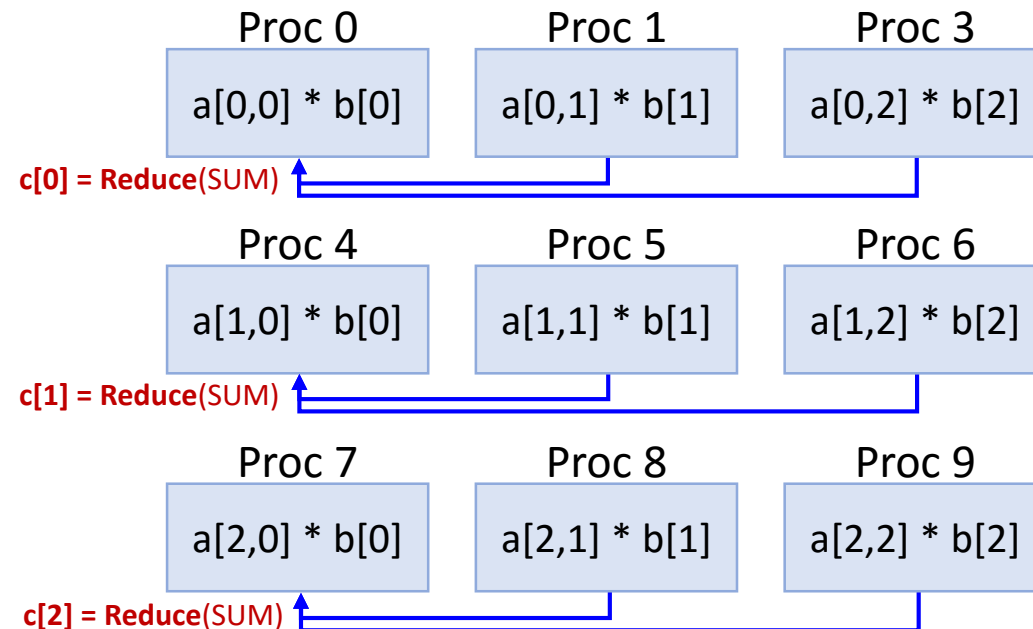 Proc 0 Proc 1 Proc 3
a[0,0] * b[0] a[0,1] * b[1] a[0,2] * b[2]
c[0] = Reduce(SUM)
Proc 4 Proc 5 Proc 6
a[1,0] * b[0] a[1,1] * b[1] a[1,2] * b[2]
c[1] = Reduce(SUM)
Proc 7 Proc 8 Proc 9
a[2,0] * b[0] a[2,1] * b[1] a[2,2] * b[2]
c[2] = Reduce(SUM)